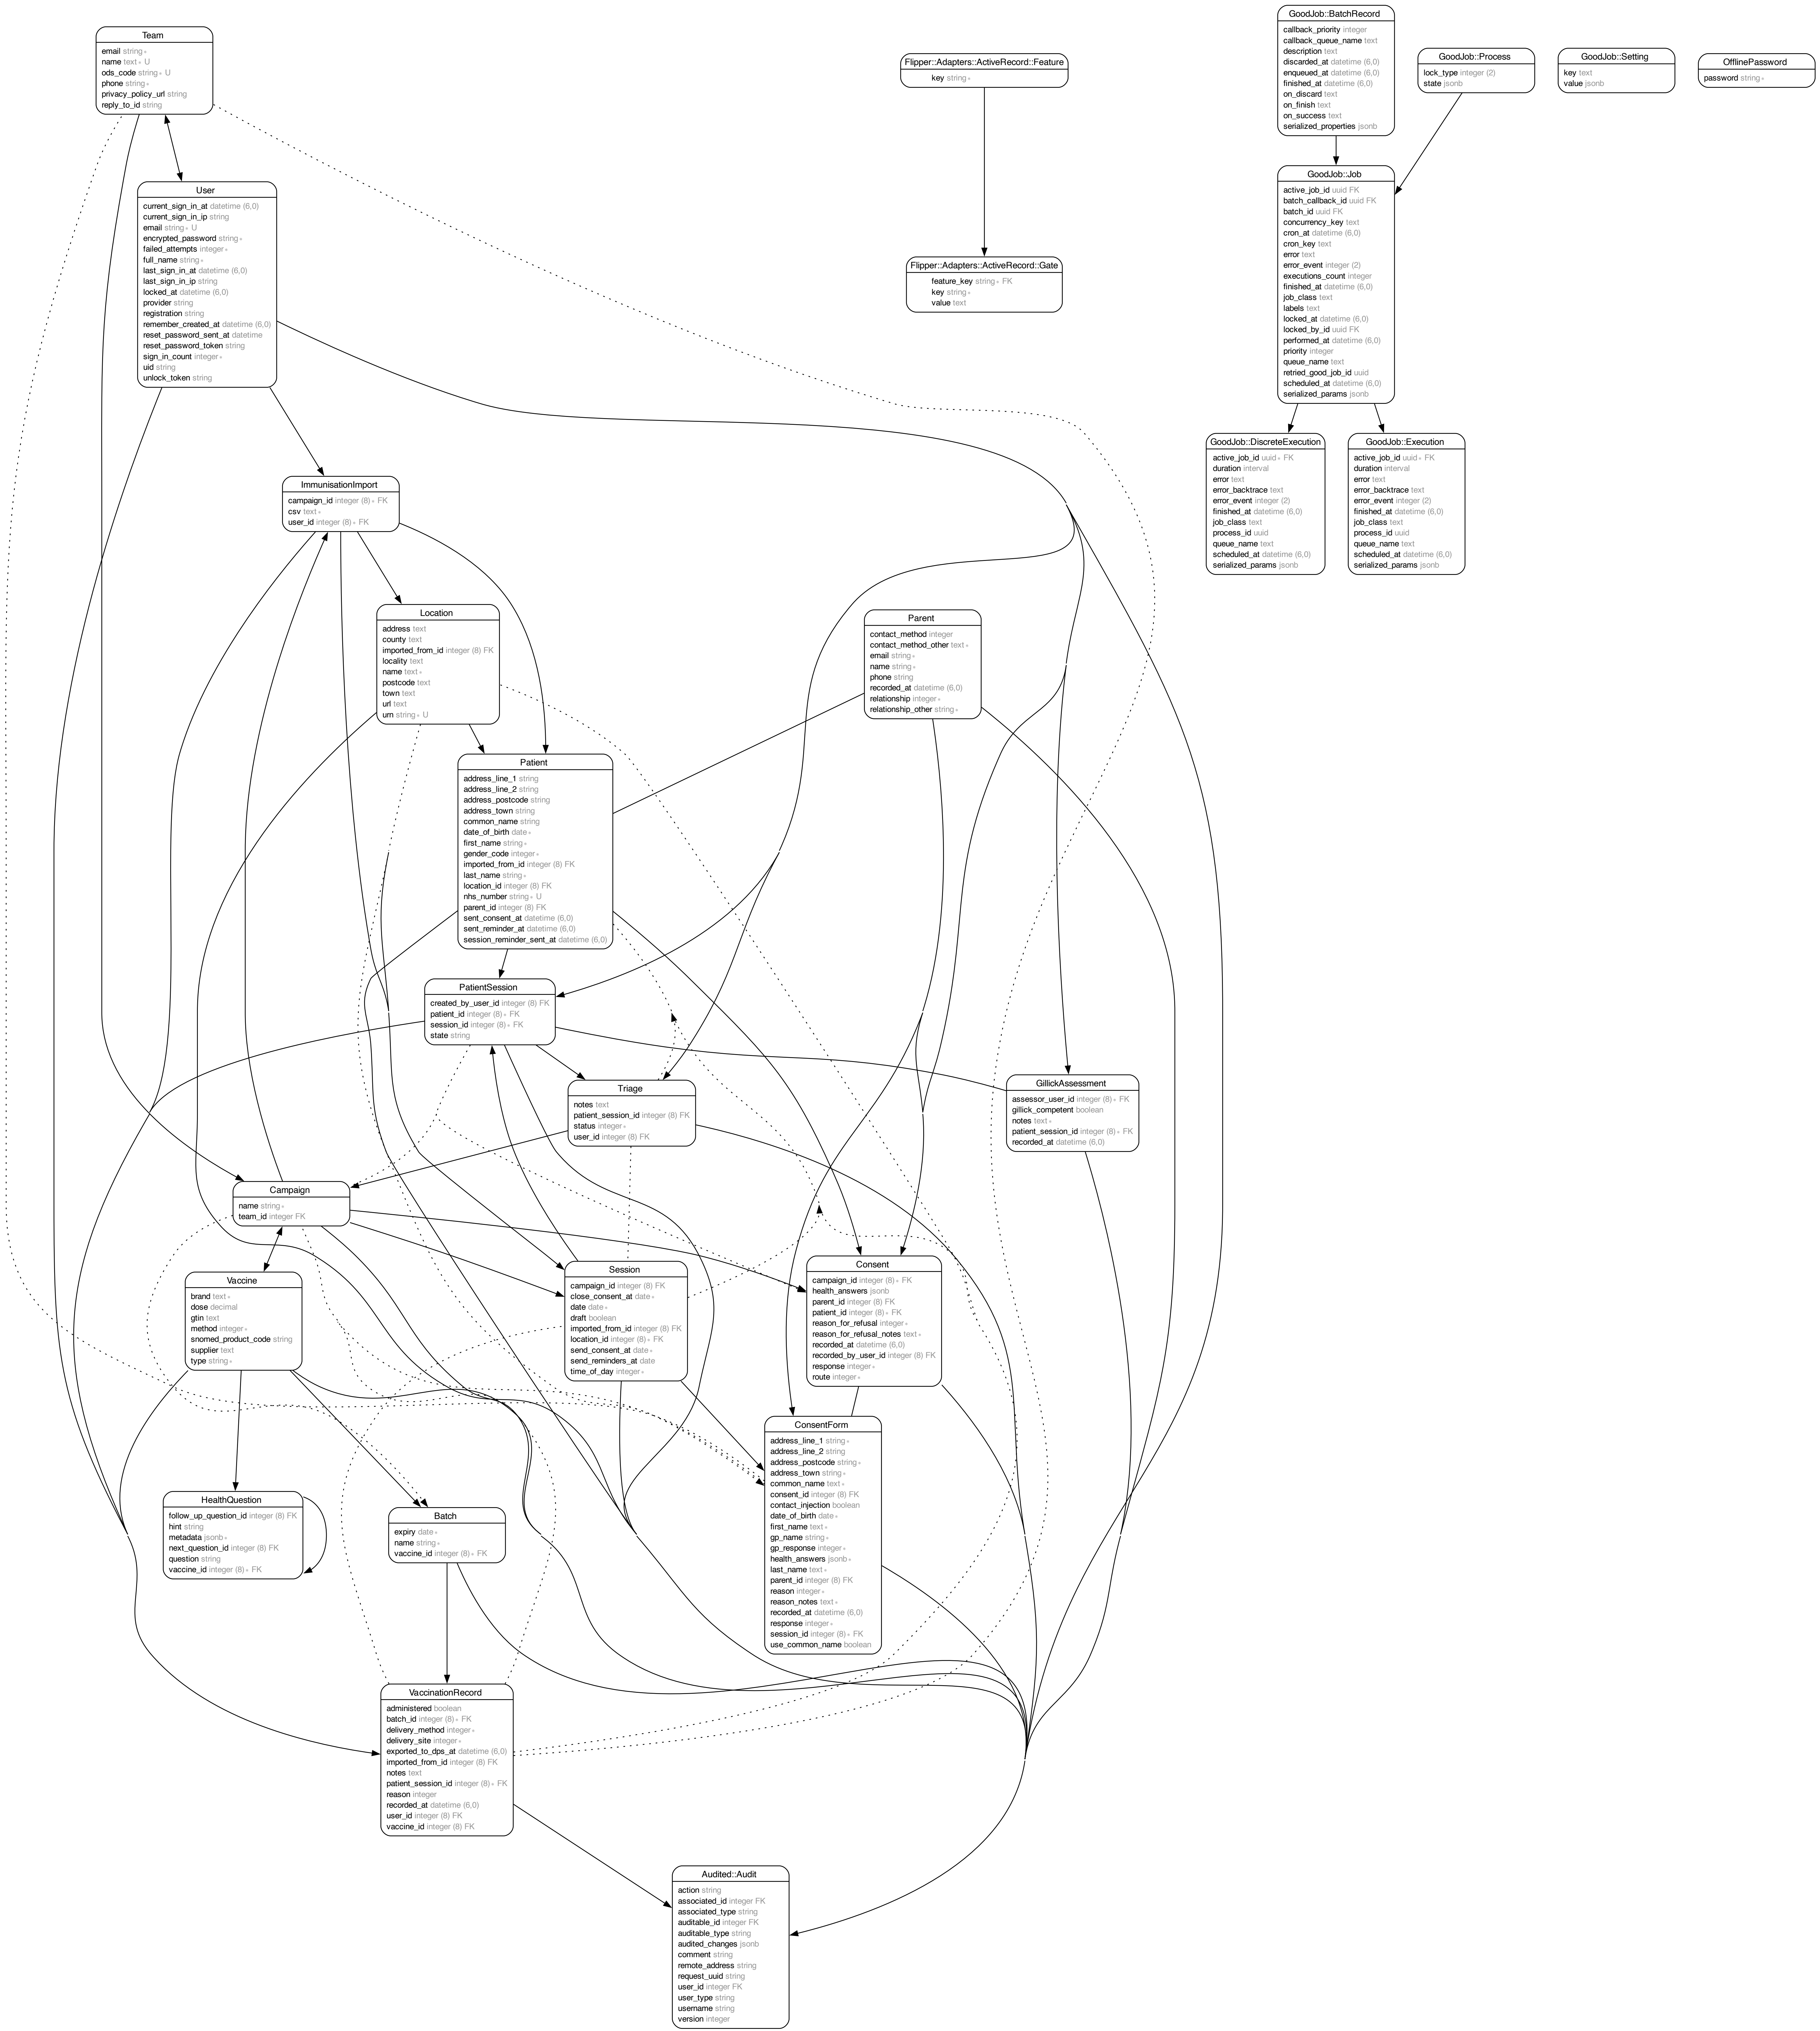 Team
email string ∗
name text ∗ U
ods_code string ∗ U
phone string ∗
privacy_policy_url string
reply_to_id string
User
current_sign_in_at datetime (6,0)
current_sign_in_ip string
email string ∗ U
encrypted_password string ∗
failed_attempts integer ∗
full_name string ∗
last_sign_in_at datetime (6,0)
last_sign_in_ip string
locked_at datetime (6,0)
provider string
registration string
remember_created_at datetime (6,0)
reset_password_sent_at datetime
reset_password_token string
sign_in_count integer ∗
uid string
unlock_token string
Flipper::Adapters::ActiveRecord::Feature
key string ∗
Flipper::Adapters::ActiveRecord::Gate
feature_key string ∗ FK
key string ∗
value text
GoodJob::BatchRecord
callback_priority integer
callback_queue_name text
description text
discarded_at datetime (6,0)
enqueued_at datetime (6,0)
finished_at datetime (6,0)
on_discard text
on_finish text
on_success text
serialized_properties jsonb
GoodJob::Process
lock_type integer (2)
state jsonb
GoodJob::Setting
key text
value jsonb
OfflinePassword
password string ∗
GoodJob::Job
active_job_id uuid FK
batch_callback_id uuid FK
batch_id uuid FK
concurrency_key text
cron_at datetime (6,0)
cron_key text
error text
error_event integer (2)
executions_count integer
finished_at datetime (6,0)
job_class text
labels text
locked_at datetime (6,0)
locked_by_id uuid FK
performed_at datetime (6,0)
priority integer
queue_name text
retried_good_job_id uuid
scheduled_at datetime (6,0)
serialized_params jsonb
GoodJob::DiscreteExecution
active_job_id uuid ∗ FK
duration interval
error text
error_backtrace text
error_event integer (2)
finished_at datetime (6,0)
job_class text
process_id uuid
queue_name text
scheduled_at datetime (6,0)
serialized_params jsonb
GoodJob::Execution
active_job_id uuid ∗ FK
duration interval
error text
error_backtrace text
error_event integer (2)
finished_at datetime (6,0)
job_class text
process_id uuid
queue_name text
scheduled_at datetime (6,0)
serialized_params jsonb
ImmunisationImport
campaign_id integer (8) ∗ FK
csv text ∗
user_id integer (8) ∗ FK
Location
address text
county text
imported_from_id integer (8) FK
locality text
name text ∗
postcode text
town text
url text
urn string ∗ U
Parent
contact_method integer
contact_method_other text ∗
email string ∗
name string ∗
phone string
recorded_at datetime (6,0)
relationship integer ∗
relationship_other string ∗
Patient
address_line_1 string
address_line_2 string
address_postcode string
address_town string
common_name string
date_of_birth date ∗
first_name string ∗
gender_code integer ∗
imported_from_id integer (8) FK
last_name string ∗
location_id integer (8) FK
nhs_number string ∗ U
parent_id integer (8) FK
sent_consent_at datetime (6,0)
sent_reminder_at datetime (6,0)
session_reminder_sent_at datetime (6,0)
PatientSession
created_by_user_id integer (8) FK
patient_id integer (8) ∗ FK
session_id integer (8) ∗ FK
state string
Triage
notes text
patient_session_id integer (8) FK
status integer ∗
user_id integer (8) FK
GillickAssessment
assessor_user_id integer (8) ∗ FK
gillick_competent boolean
notes text ∗
patient_session_id integer (8) ∗ FK
recorded_at datetime (6,0)
Campaign
name string ∗
team_id integer FK
Vaccine
brand text ∗
dose decimal
gtin text
method integer ∗
snomed_product_code string
supplier text
type string ∗
Session
campaign_id integer (8) FK
close_consent_at date ∗
date date ∗
draft boolean
imported_from_id integer (8) FK
location_id integer (8) ∗ FK
send_consent_at date ∗
send_reminders_at date
time_of_day integer ∗
Consent
campaign_id integer (8) ∗ FK
health_answers jsonb
parent_id integer (8) FK
patient_id integer (8) ∗ FK
reason_for_refusal integer ∗
reason_for_refusal_notes text ∗
recorded_at datetime (6,0)
recorded_by_user_id integer (8) FK
response integer ∗
route integer ∗
ConsentForm
address_line_1 string ∗
address_line_2 string
address_postcode string ∗
address_town string ∗
common_name text ∗
consent_id integer (8) FK
contact_injection boolean
date_of_birth date ∗
first_name text ∗
gp_name string ∗
gp_response integer ∗
health_answers jsonb ∗
last_name text ∗
parent_id integer (8) FK
reason integer ∗
reason_notes text ∗
recorded_at datetime (6,0)
response integer ∗
session_id integer (8) ∗ FK
use_common_name boolean
HealthQuestion
follow_up_question_id integer (8) FK
hint string
metadata jsonb ∗
next_question_id integer (8) FK
question string
vaccine_id integer (8) ∗ FK
Batch
expiry date ∗
name string ∗
vaccine_id integer (8) ∗ FK
VaccinationRecord
administered boolean
batch_id integer (8) ∗ FK
delivery_method integer ∗
delivery_site integer ∗
exported_to_dps_at datetime (6,0)
imported_from_id integer (8) FK
notes text
patient_session_id integer (8) ∗ FK
reason integer
recorded_at datetime (6,0)
user_id integer (8) FK
vaccine_id integer (8) FK
Audited::Audit
action string
associated_id integer FK
associated_type string
auditable_id integer FK
auditable_type string
audited_changes jsonb
comment string
remote_address string
request_uuid string
user_id integer FK
user_type string
username string
version integer